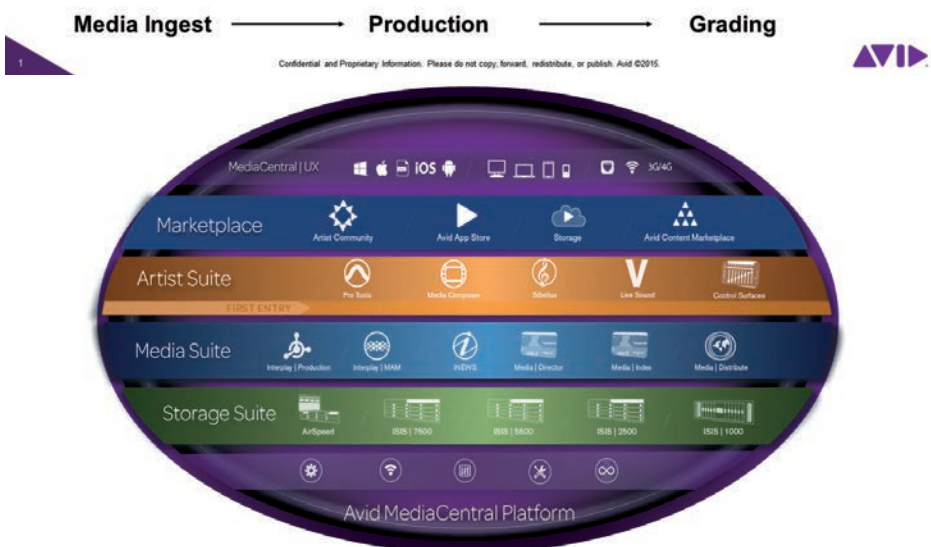 Media Ingest Production Grading
1 Confidential and Proprietary Information. Please do not copy, forward, redistribute, or publish. Avid ©2015. AVID
MediaCentral | UX iOS 3G/4G
Marketplace Artist Community Avid App Store Storage Avid Content Marketplace
Artist Suite Pro Tools Media Composer Sibelius Live Sound Control Surfaces
FIRST ENTRY
Media Suite Interplay | Production Interplay | MAM iNEWS Media | Director Media | Index Media | Distribute
Storage Suite AirSpeed ISIS | 7500 ISIS | 5500 ISIS | 2500 ISIS | 1000
Avid MediaCentral Platform